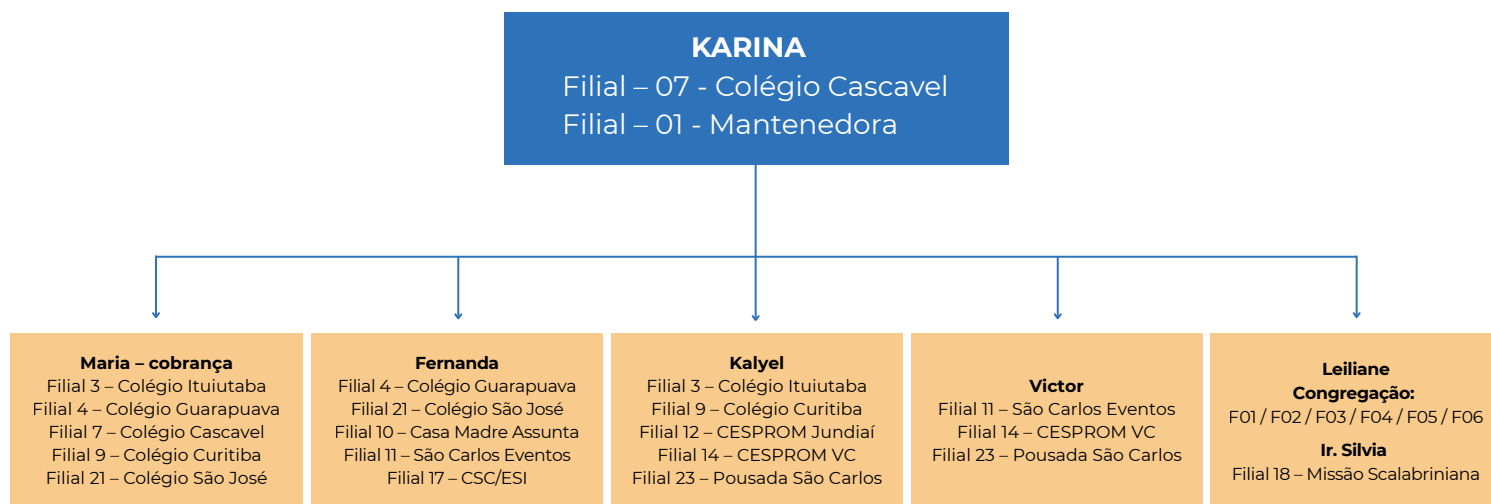 KARINA
Filial – 07 - Colégio Cascavel
Filial – 01 - Mantenedora
Maria – cobrança
Filial 3 – Colégio Ituiutaba
Filial 4 – Colégio Guarapuava
Filial 7 – Colégio Cascavel
Filial 9 – Colégio Curitiba
Filial 21 – Colégio São José
Fernanda
Filial 4 – Colégio Guarapuava
Filial 21 – Colégio São José
Filial 10 – Casa Madre Assunta
Filial 11 – São Carlos Eventos
Filial 17 – CSC/ESI
Kalyel
Filial 3 – Colégio Ituiutaba
Filial 9 – Colégio Curitiba
Filial 12 – CESPROM Jundiaí
Filial 14 – CESPROM VC
Filial 23 – Pousada São Carlos
Victor
Filial 11 – São Carlos Eventos
Filial 14 – CESPROM VC
Filial 23 – Pousada São Carlos
Leiliane
Congregação:
F01 / F02 / F03 / F04 / F05 / F06
Ir. Silvia
Filial 18 – Missão Scalabriniana